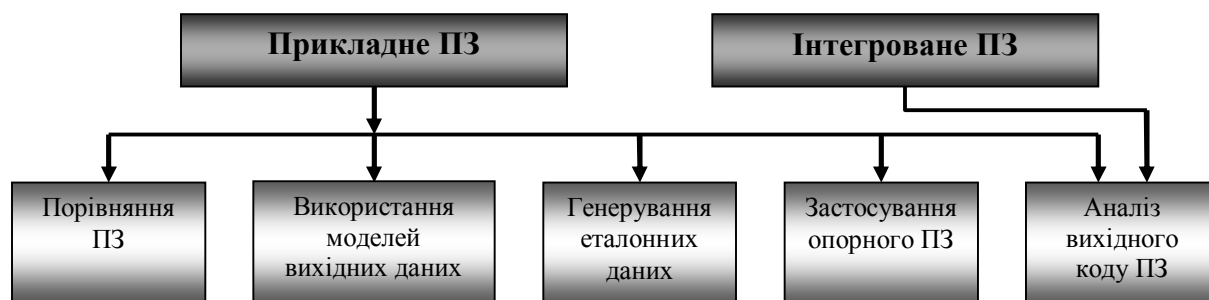 Прикладне ПЗ
Інтегроване ПЗ
Порівняння
ПЗ
Використання
моделей
вихідних даних
Генерування
еталонних
даних
Застосування
опорного ПЗ
Аналіз
вихідного
коду ПЗ